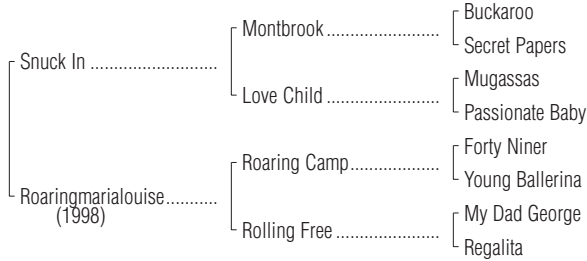 Buckaroo
Montbrook
Secret Papers
Snuck In
Mugassas
Love Child
Passionate Baby
Forty Niner
Roaring Camp
Young Ballerina
Roaringmarialouise
(1998)
My Dad George
Rolling Free
Regalita